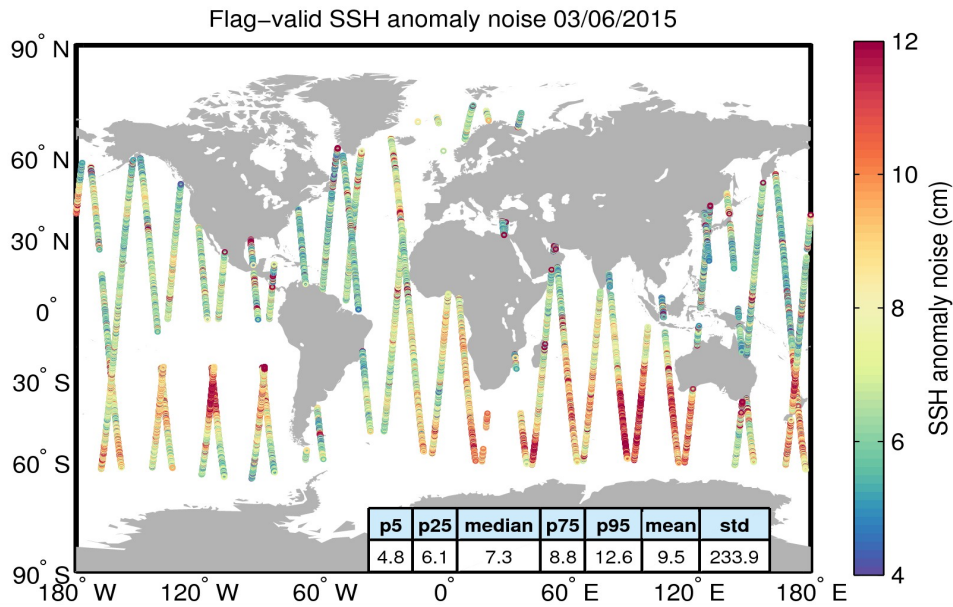 Flag−valid SSH anomaly noise 03/06/2015
90° N
60° N
30° N
0°
30° S
60° S
90° S
180° W
120° W
60° W
0°
60° E
120° E
180° E
p5 p25 median p75 p95 mean std
4.8 6.1 7.3 8.8 12.6 9.5 233.9
12
10
8
6
4
SSH anomaly noise (cm)